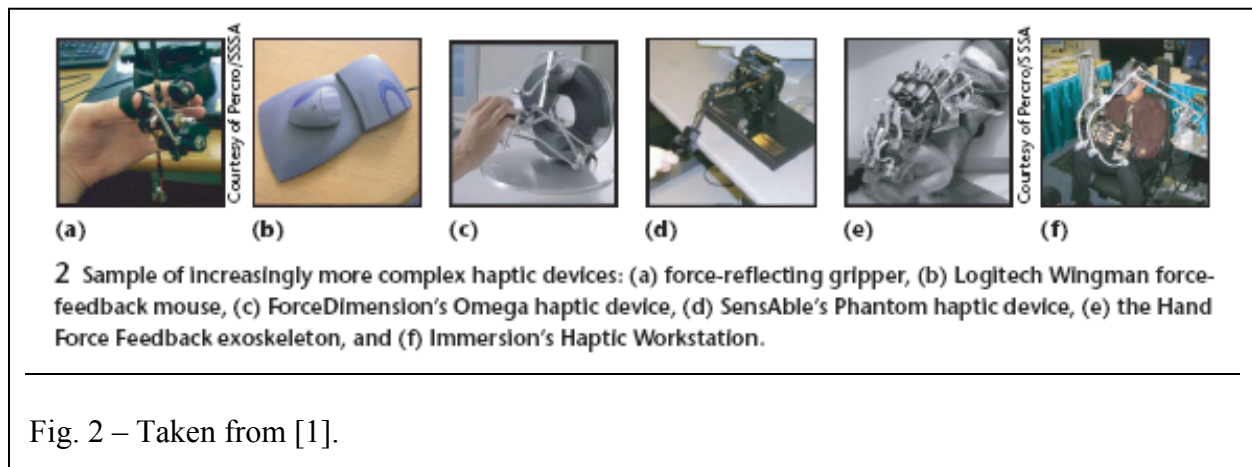 Courtesy of Percro/SSSA
Courtesy of Percro/SSSA
(a)
(b)
(c)
(d)
(e)
(f)
2 Sample of increasingly more complex haptic devices: (a) force-reflecting gripper, (b) Logitech Wingman force-
feedback mouse, (c) ForceDimension's Omega haptic device, (d) SensAble's Phantom haptic device, (e) the Hand
Force Feedback exoskeleton, and (f) Immersion's Haptic Workstation.
Fig. 2 – Taken from [1].